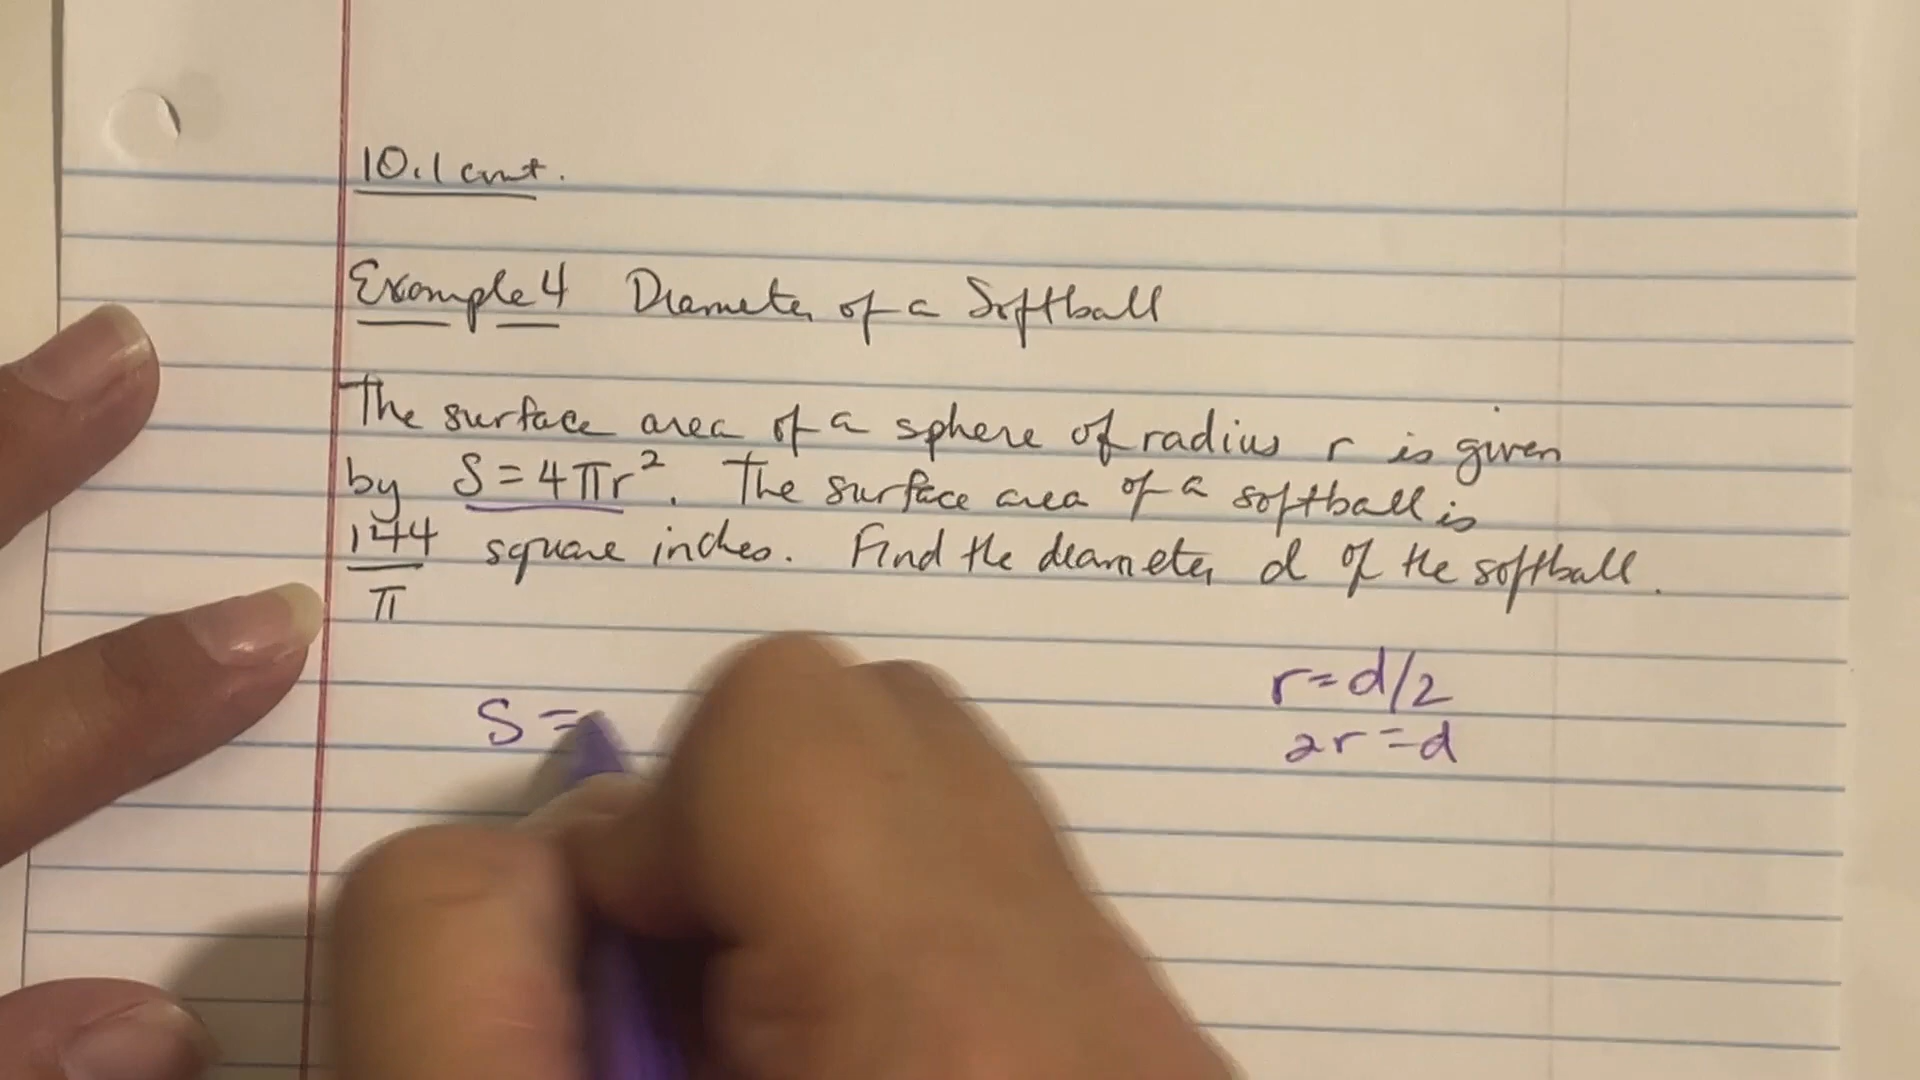 10.1 cont.
Example 4 Diameter of a Softball
The surface area of a sphere of radius r is given
by S = 4πr². The surface area of a softball is
144/π square inches. Find the diameter d of the softball.
r = d/2
S =
2r = d